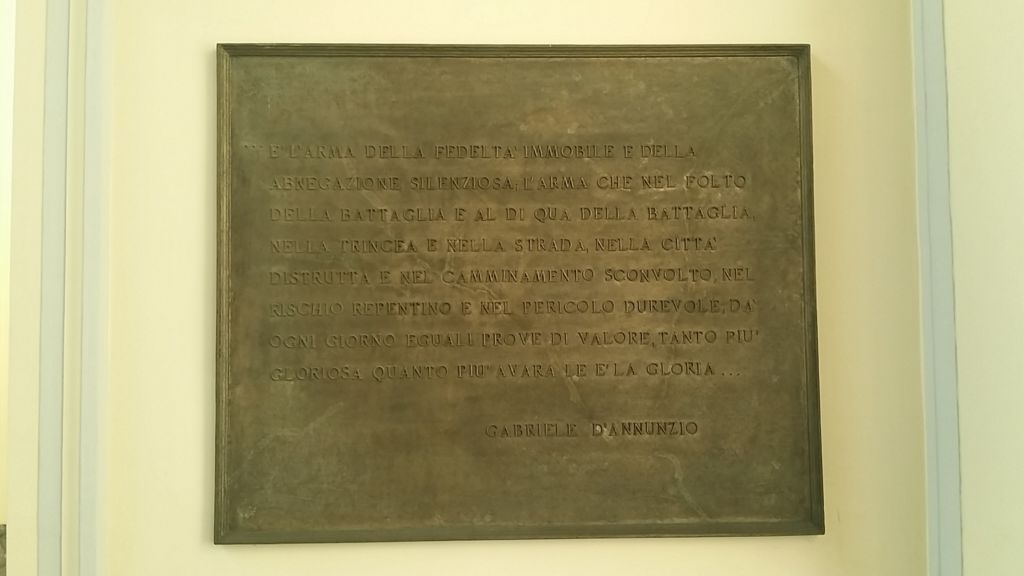 ... E' L'ARMA DELLA FEDELTA' IMMOBILE E DELLA
ABNEGAZIONE SILENZIOSA; L'ARMA CHE NEL FOLTO
DELLA BATTAGLIA E AL DI QUA DELLA BATTAGLIA,
NELLA TRINCEA E NELLA STRADA, NELLA CITTA'
DISTRUTTA E NEL CAMMINAMENTO SCONVOLTO, NEL
RISCHIO REPENTINO E NEL PERICOLO DUREVOLE, DA'
OGNI GIORNO EGUALI PROVE DI VALORE, TANTO PIU'
GLORIOSA QUANTO PIU' AVARA LE E' LA GLORIA ...
GABRIELE D'ANNUNZIO